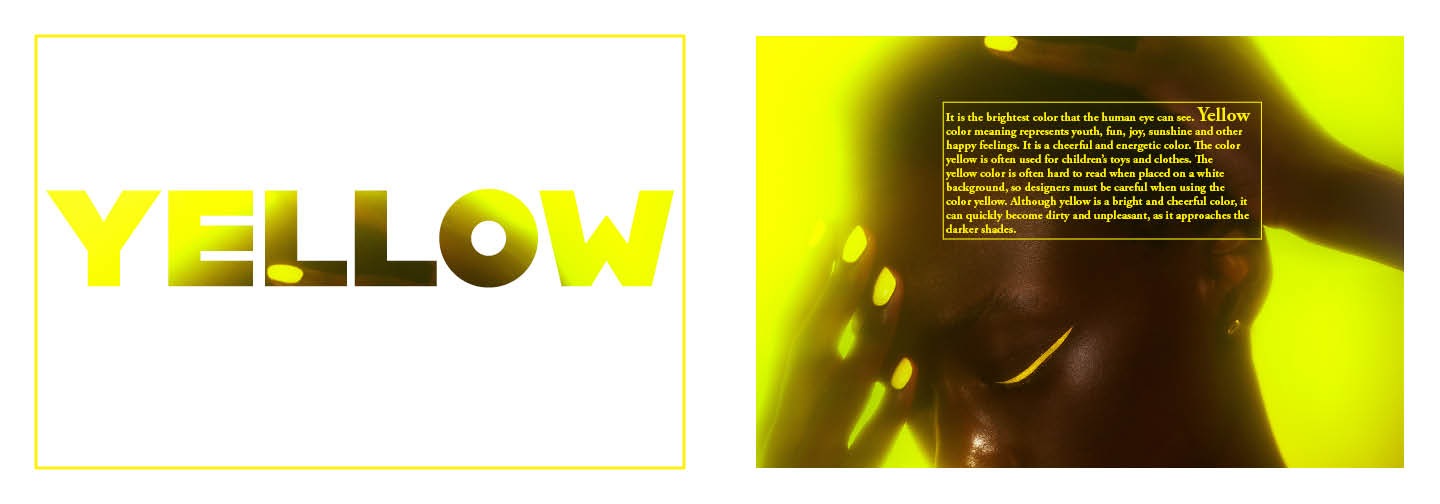 YELLOW
It is the brightest color that the human eye can see. Yellow
color meaning represents youth, fun, joy, sunshine and other
happy feelings. It is a cheerful and energetic color. The color
yellow is often used for children's toys and clothes. The
yellow color is often hard to read when placed on a white
background, so designers must be careful when using the
color yellow. Although yellow is a bright and cheerful color, it
can quickly become dirty and unpleasant, as it approaches the
darker shades.